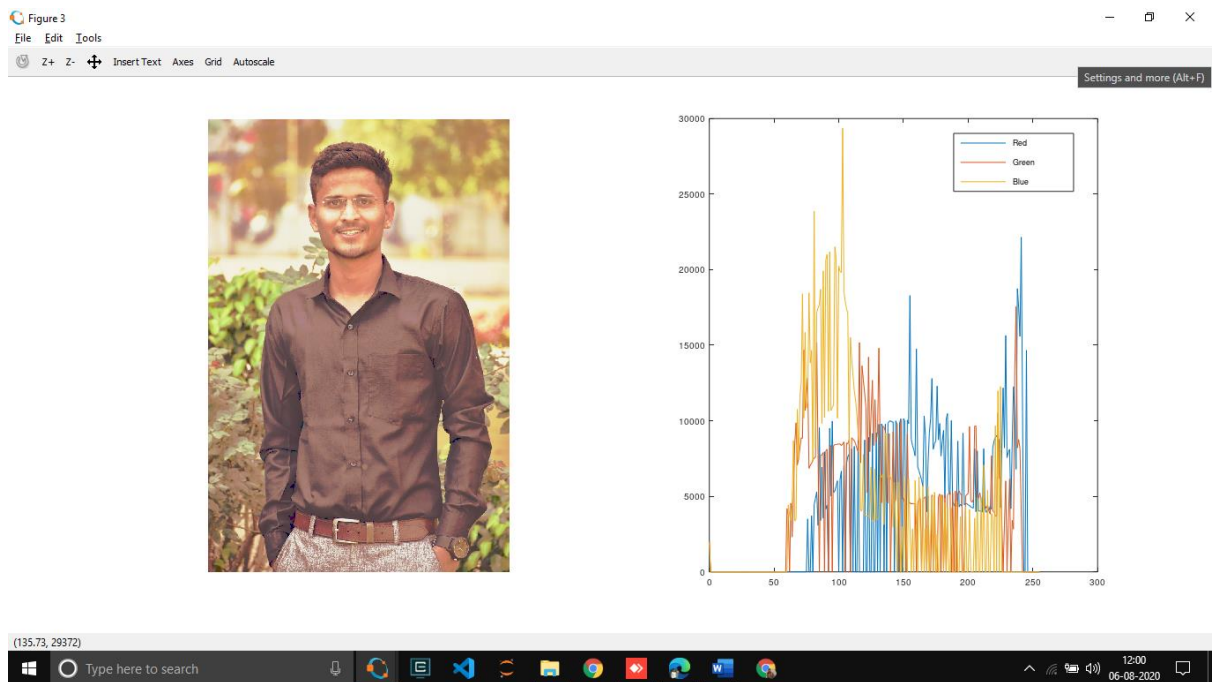 Figure 3
File Edit Tools
Z+ Z- Insert Text Axes Grid Autoscale
Settings and more (Alt+F)
30000
25000
20000
15000
10000
5000
0
0 50 100 150 200 250 300
Red
Green
Blue
(135.73, 29372)
Type here to search
12:00
06-08-2020